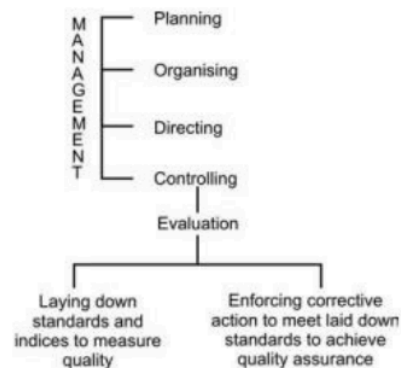 MANAGEMENT
Planning
Organising
Directing
Controlling
Evaluation
Laying down
standards and
indices to measure
quality
Enforcing corrective
action to meet laid down
standards to achieve
quality assurance